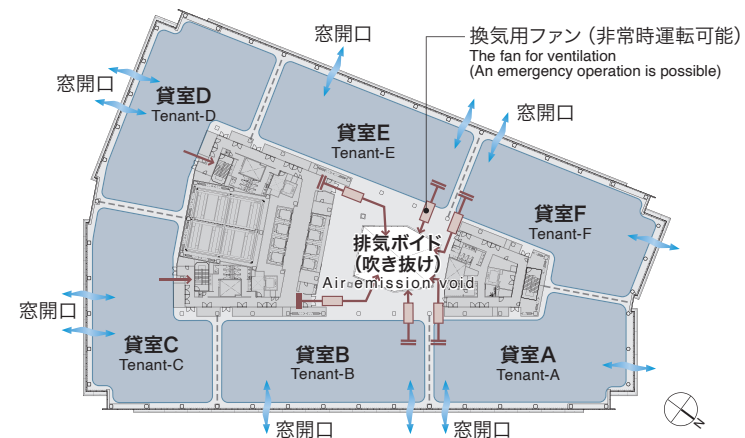 窓開口
換気用ファン（非常時運転可能）
The fan for ventilation
(An emergency operation is possible)
窓開口
貸室D
Tenant-D
貸室E
Tenant-E
窓開口
貸室F
Tenant-F
排気ボイド
（吹き抜け）
Air emission void
窓開口
貸室C
Tenant-C
貸室B
Tenant-B
貸室A
Tenant-A
窓開口
窓開口
N